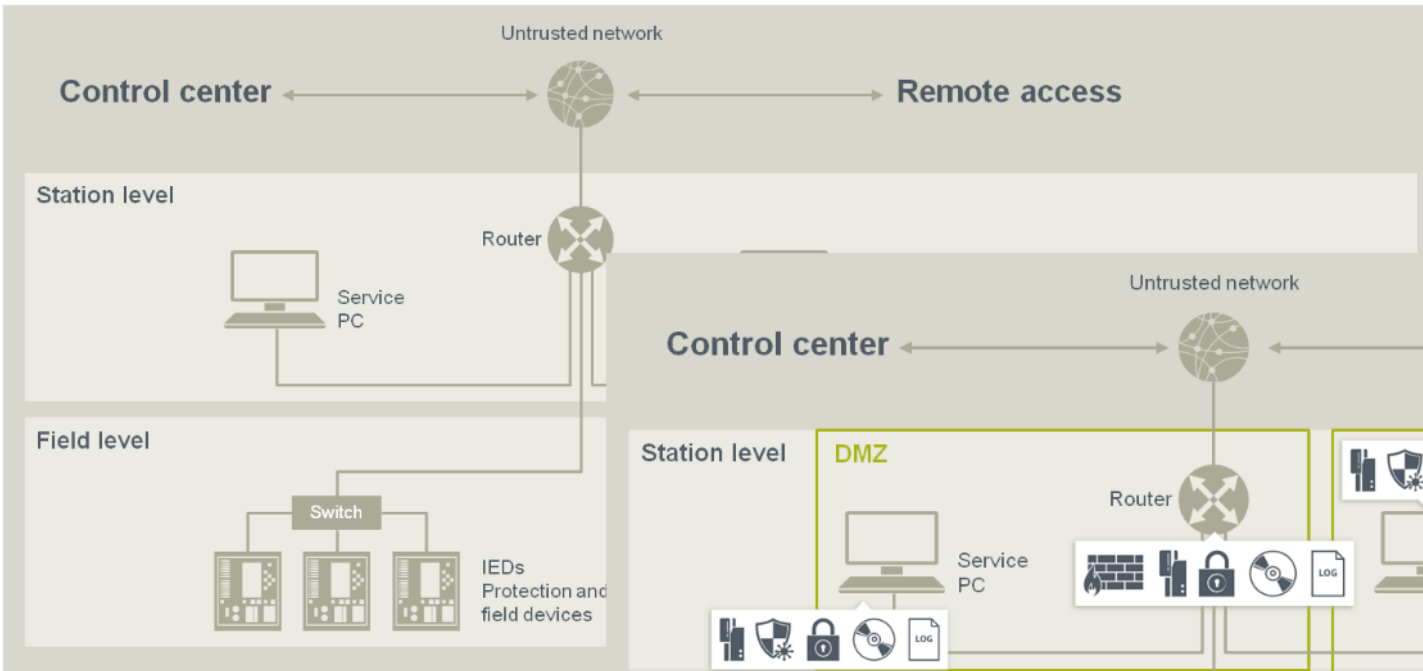 Untrusted network
Control center
Remote access
Station level
Router
Service
PC
Field level
Switch
IEDs
Protection and
field devices
Untrusted network
Control center
Station level
DMZ
Router
Service
PC
LOG
LOG